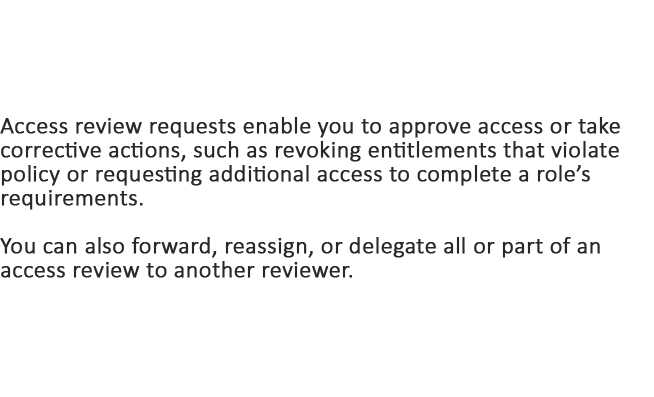 Access review requests enable you to approve access or take
corrective actions, such as revoking entitlements that violate
policy or requesting additional access to complete a role’s
requirements.
You can also forward, reassign, or delegate all or part of an
access review to another reviewer.